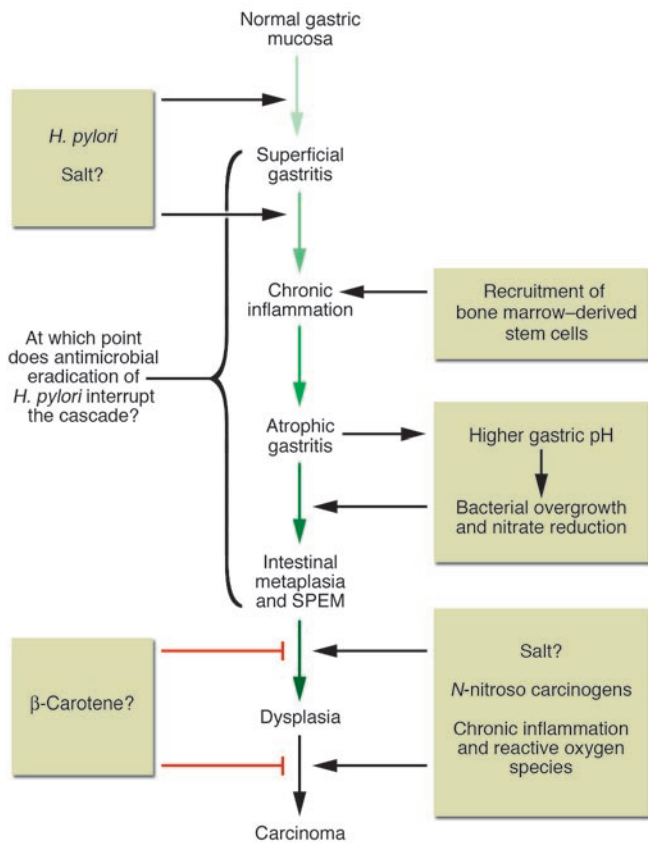 Normal gastric
mucosa
H. pylori
Salt?
Superficial
gastritis
Chronic
inflammation
Recruitment of
bone marrow–derived
stem cells
At which point
does antimicrobial
eradication of
H. pylori interrupt
the cascade?
Atrophic
gastritis
Higher gastric pH
Bacterial overgrowth
and nitrate reduction
Intestinal
metaplasia
and SPEM
β-Carotene?
Salt?
N-nitroso carcinogens
Chronic inflammation
and reactive oxygen
species
Dysplasia
Carcinoma